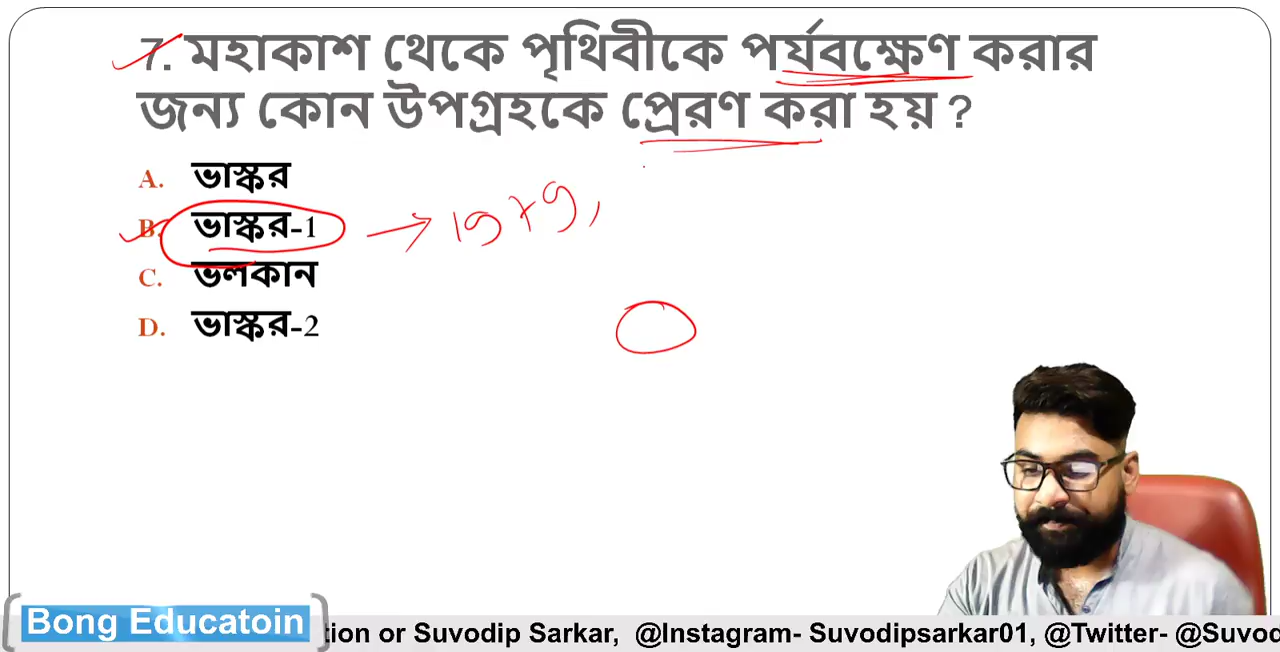 7. মহাকাশ থেকে পৃথিবীকে পর্যবক্ষেণ করার
জন্য কোন উপগ্রহকে প্রেরণ করা হয় ?
A. ভাস্কর
B. ভাস্কর-1 → 1979,
C. ভলকান
D. ভাস্কর-2
Bong Educatoin
tion or Suvodip Sarkar, @Instagram- Suvodipsarkar01, @Twitter- @Suvod